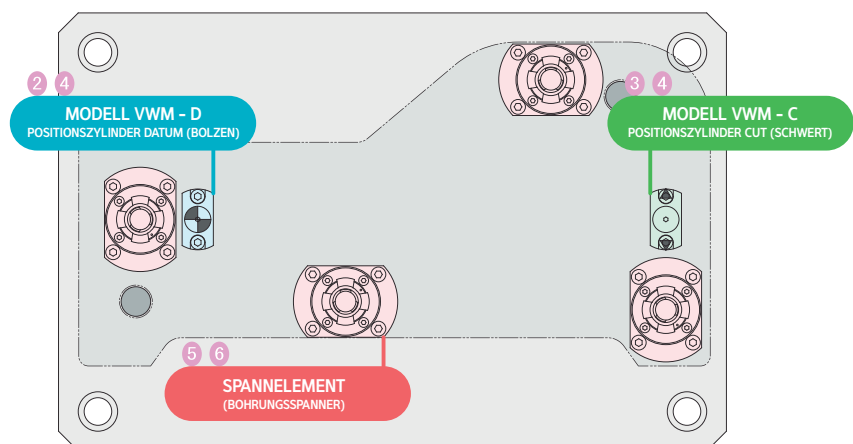 2 4
MODELL VWM - D
POSITIONSZYLINDER DATUM (BOLZEN)
3 4
MODELL VWM - C
POSITIONSZYLINDER CUT (SCHWERT)
5 6
SPANNELEMENT
(BOHRUNGSSPANNER)